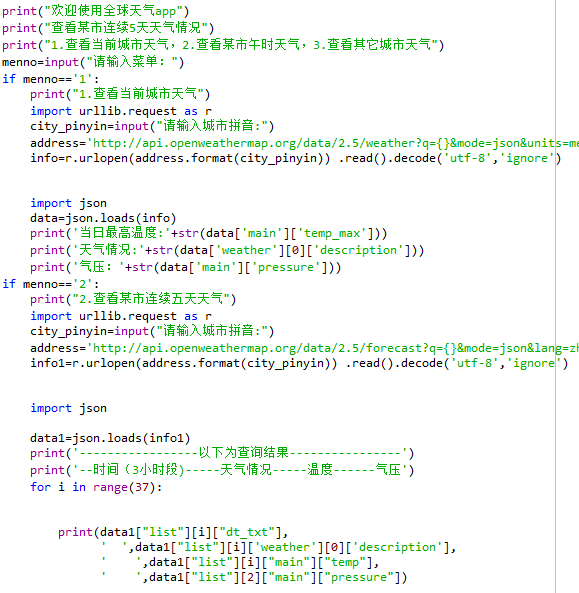 print("欢迎使用全球天气app")
print("查看某市连续5天天气情况")
print("1.查看当前城市天气，2.查看某市午时天气，3.查看其它城市天气")
menno=input("请输入菜单：")
if menno=='1':
    print("1.查看当前城市天气")
    import urllib.request as r
    city_pinyin=input("请输入城市拼音:")
    address='http://api.openweathermap.org/data/2.5/weather?q={}&mode=json&units=me
    info=r.urlopen(address.format(city_pinyin)) .read().decode('utf-8','ignore')
    import json
    data=json.loads(info)
    print('当日最高温度:'+str(data['main']['temp_max']))
    print('天气情况:'+str(data['weather'][0]['description']))
    print('气压：'+str(data['main']['pressure']))
if menno=='2':
    print("2.查看某市连续五天天气")
    import urllib.request as r
    city_pinyin=input("请输入城市拼音:")
    address='http://api.openweathermap.org/data/2.5/forecast?q={}&mode=json&lang=zh
    info1=r.urlopen(address.format(city_pinyin)) .read().decode('utf-8','ignore')
    import json
    data1=json.loads(info1)
    print('-----------------以下为查询结果----------------')
    print('--时间（3小时段)-----天气情况-----温度------气压')
    for i in range(37):
        print(data1["list"][i]["dt_txt"],
              '  ',data1["list"][i]['weather'][0]['description'],
              '    ',data1["list"][i]["main"]["temp"],
              '    ',data1["list"][2]["main"]["pressure"])